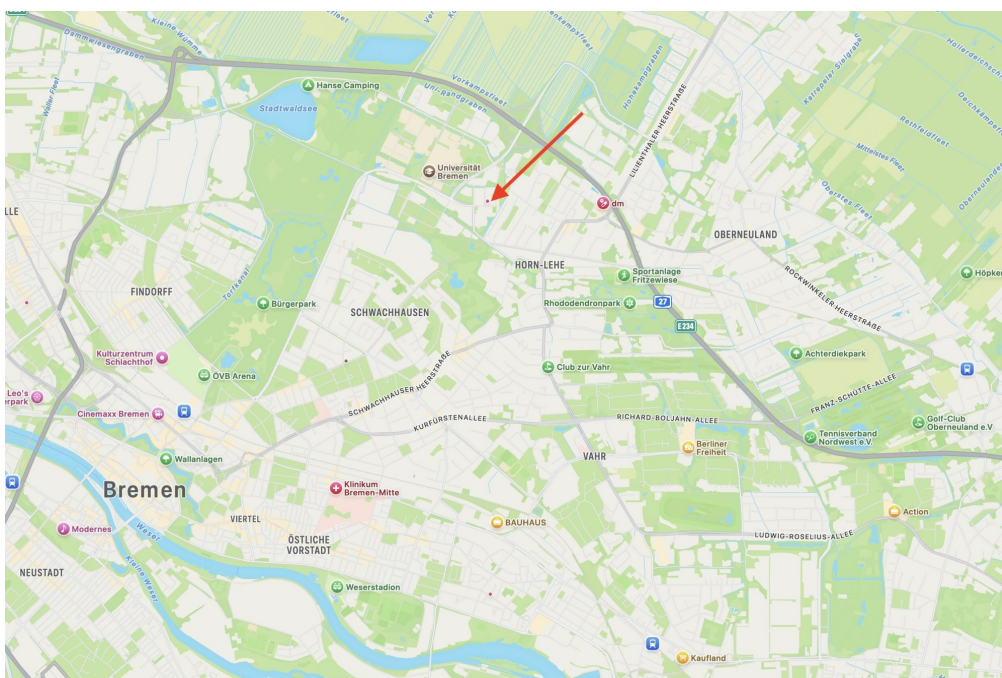 Kleine Wümme
Dammwiesengraben
Waller Fleet
Hanse Camping
Stadtwaldsee
Uni-Randgraben
Vorkampsfleet
Hohekampgraben
LILIENTHALER HEERSTRASSE
Mittelstes Fleet
Rethfeldfleet
Oberstes Fleet
Universität
Bremen
dm
OBERNEULAND
HORN-LEHE
Sportanlage
Fritzewiese
Höpken
ROCKWINKELER HEERSTRAßE
FINDORFF
Torfkanal
Bürgerpark
SCHWACHHAUSEN
Rhododendronpark
27
E234
Kulturzentrum
Schlachthof
ÖVB Arena
Club zur Vahr
Achterdiekpark
Leo's
erpark
Cinemaxx Bremen
SCHWACHHAUSER HEERSTRAßE
KURFÜRSTENALLEE
RICHARD-BOLJAHN-ALLEE
FRANZ-SCHÜTTE-ALLEE
Golf-Club
Oberneuland e.V
Tennisverband
Nordwest e.V
Berliner
Freiheit
VAHR
Wallanlagen
Bremen
Klinikum
Bremen-Mitte
Action
BAUHAUS
VIERTEL
Modernes
Weser
ÖSTLICHE
VORSTADT
LUDWIG-ROSELIUS-ALLEE
NEUSTADT
Kleine Weser
Weserstadion
Kaufland